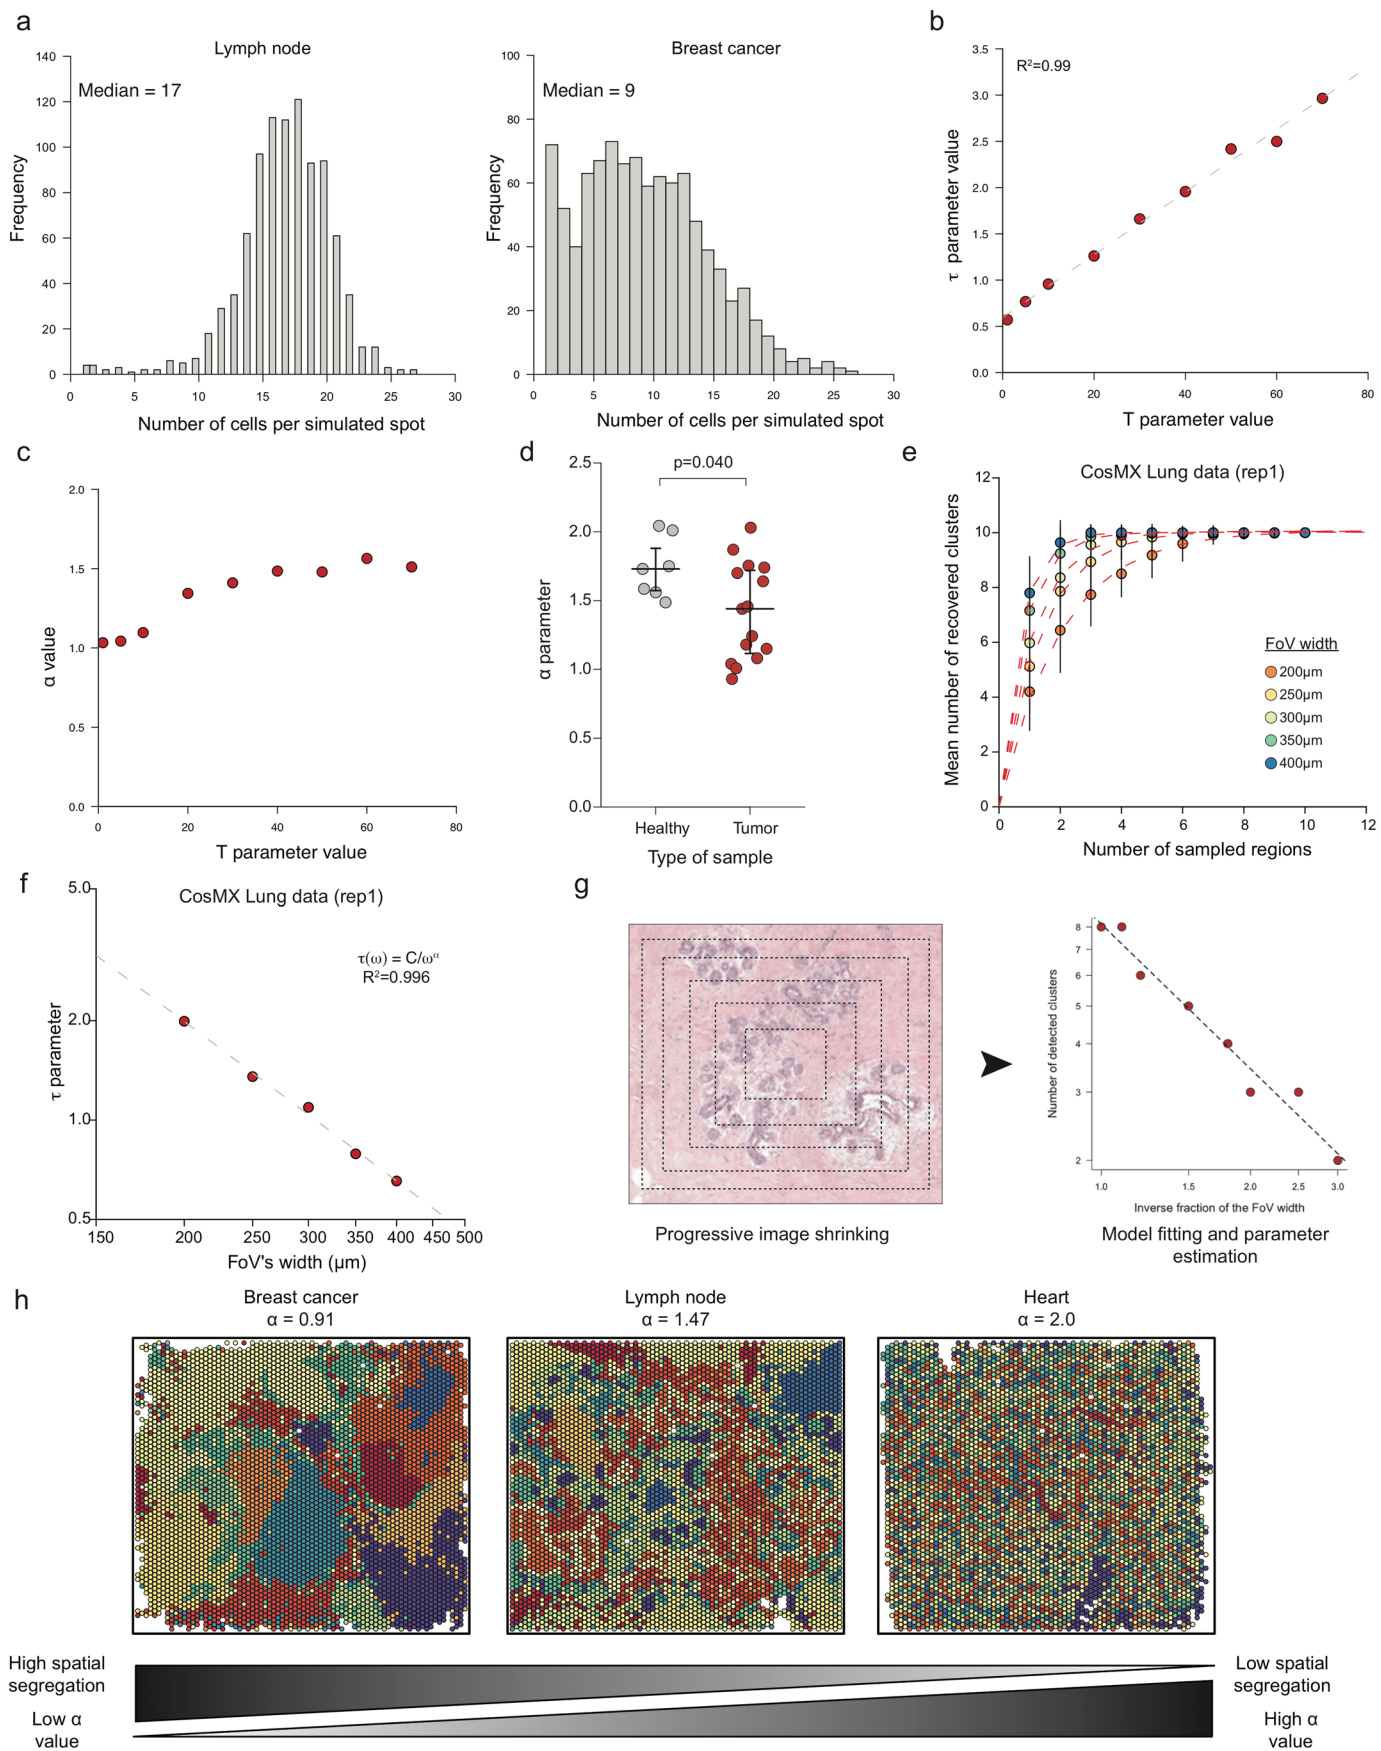 a
Lymph node
Median = 17
140
120
100
80
60
40
20
0
Frequency
0 5 10 15 20 25 30
Number of cells per simulated spot
Breast cancer
Median = 9
100
80
60
40
20
0
Frequency
0 5 10 15 20 25 30
Number of cells per simulated spot
b
R²=0.99
3.5
3.0
2.5
2.0
1.5
1.0
0.5
0.0
τ parameter value
0 20 40 60 80
T parameter value
c
2.0
1.5
1.0
0.5
0.0
α value
0 20 40 60 80
T parameter value
d
p=0.040
2.5
2.0
1.5
1.0
0.5
0.0
α parameter
Healthy Tumor
Type of sample
e
CosMX Lung data (rep1)
12
10
8
6
4
2
0
Mean number of recovered clusters
FoV width
200µm
250µm
300µm
350µm
400µm
0 2 4 6 8 10 12
Number of sampled regions
f
CosMX Lung data (rep1)
τ(ω) = C/ω^α
R²=0.996
5.0
2.0
1.0
0.5
τ parameter
150 200 250 300 350 400 450 500
FoV's width (µm)
g
Progressive image shrinking
8
7
6
5
4
3
2
Number of detected clusters
1.0 1.5 2.0 2.5 3.0
Inverse fraction of the FoV width
Model fitting and parameter
estimation
h
Breast cancer
α = 0.91
Lymph node
α = 1.47
Heart
α = 2.0
High spatial
segregation
Low α
value
Low spatial
segregation
High α
value